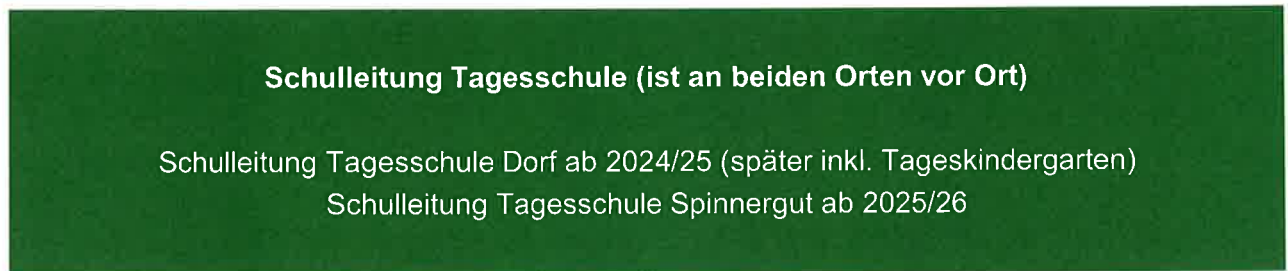 Schulleitung Tagesschule (ist an beiden Orten vor Ort)
Schulleitung Tagesschule Dorf ab 2024/25 (später inkl. Tageskindergarten)
Schulleitung Tagesschule Spinnergut ab 2025/26